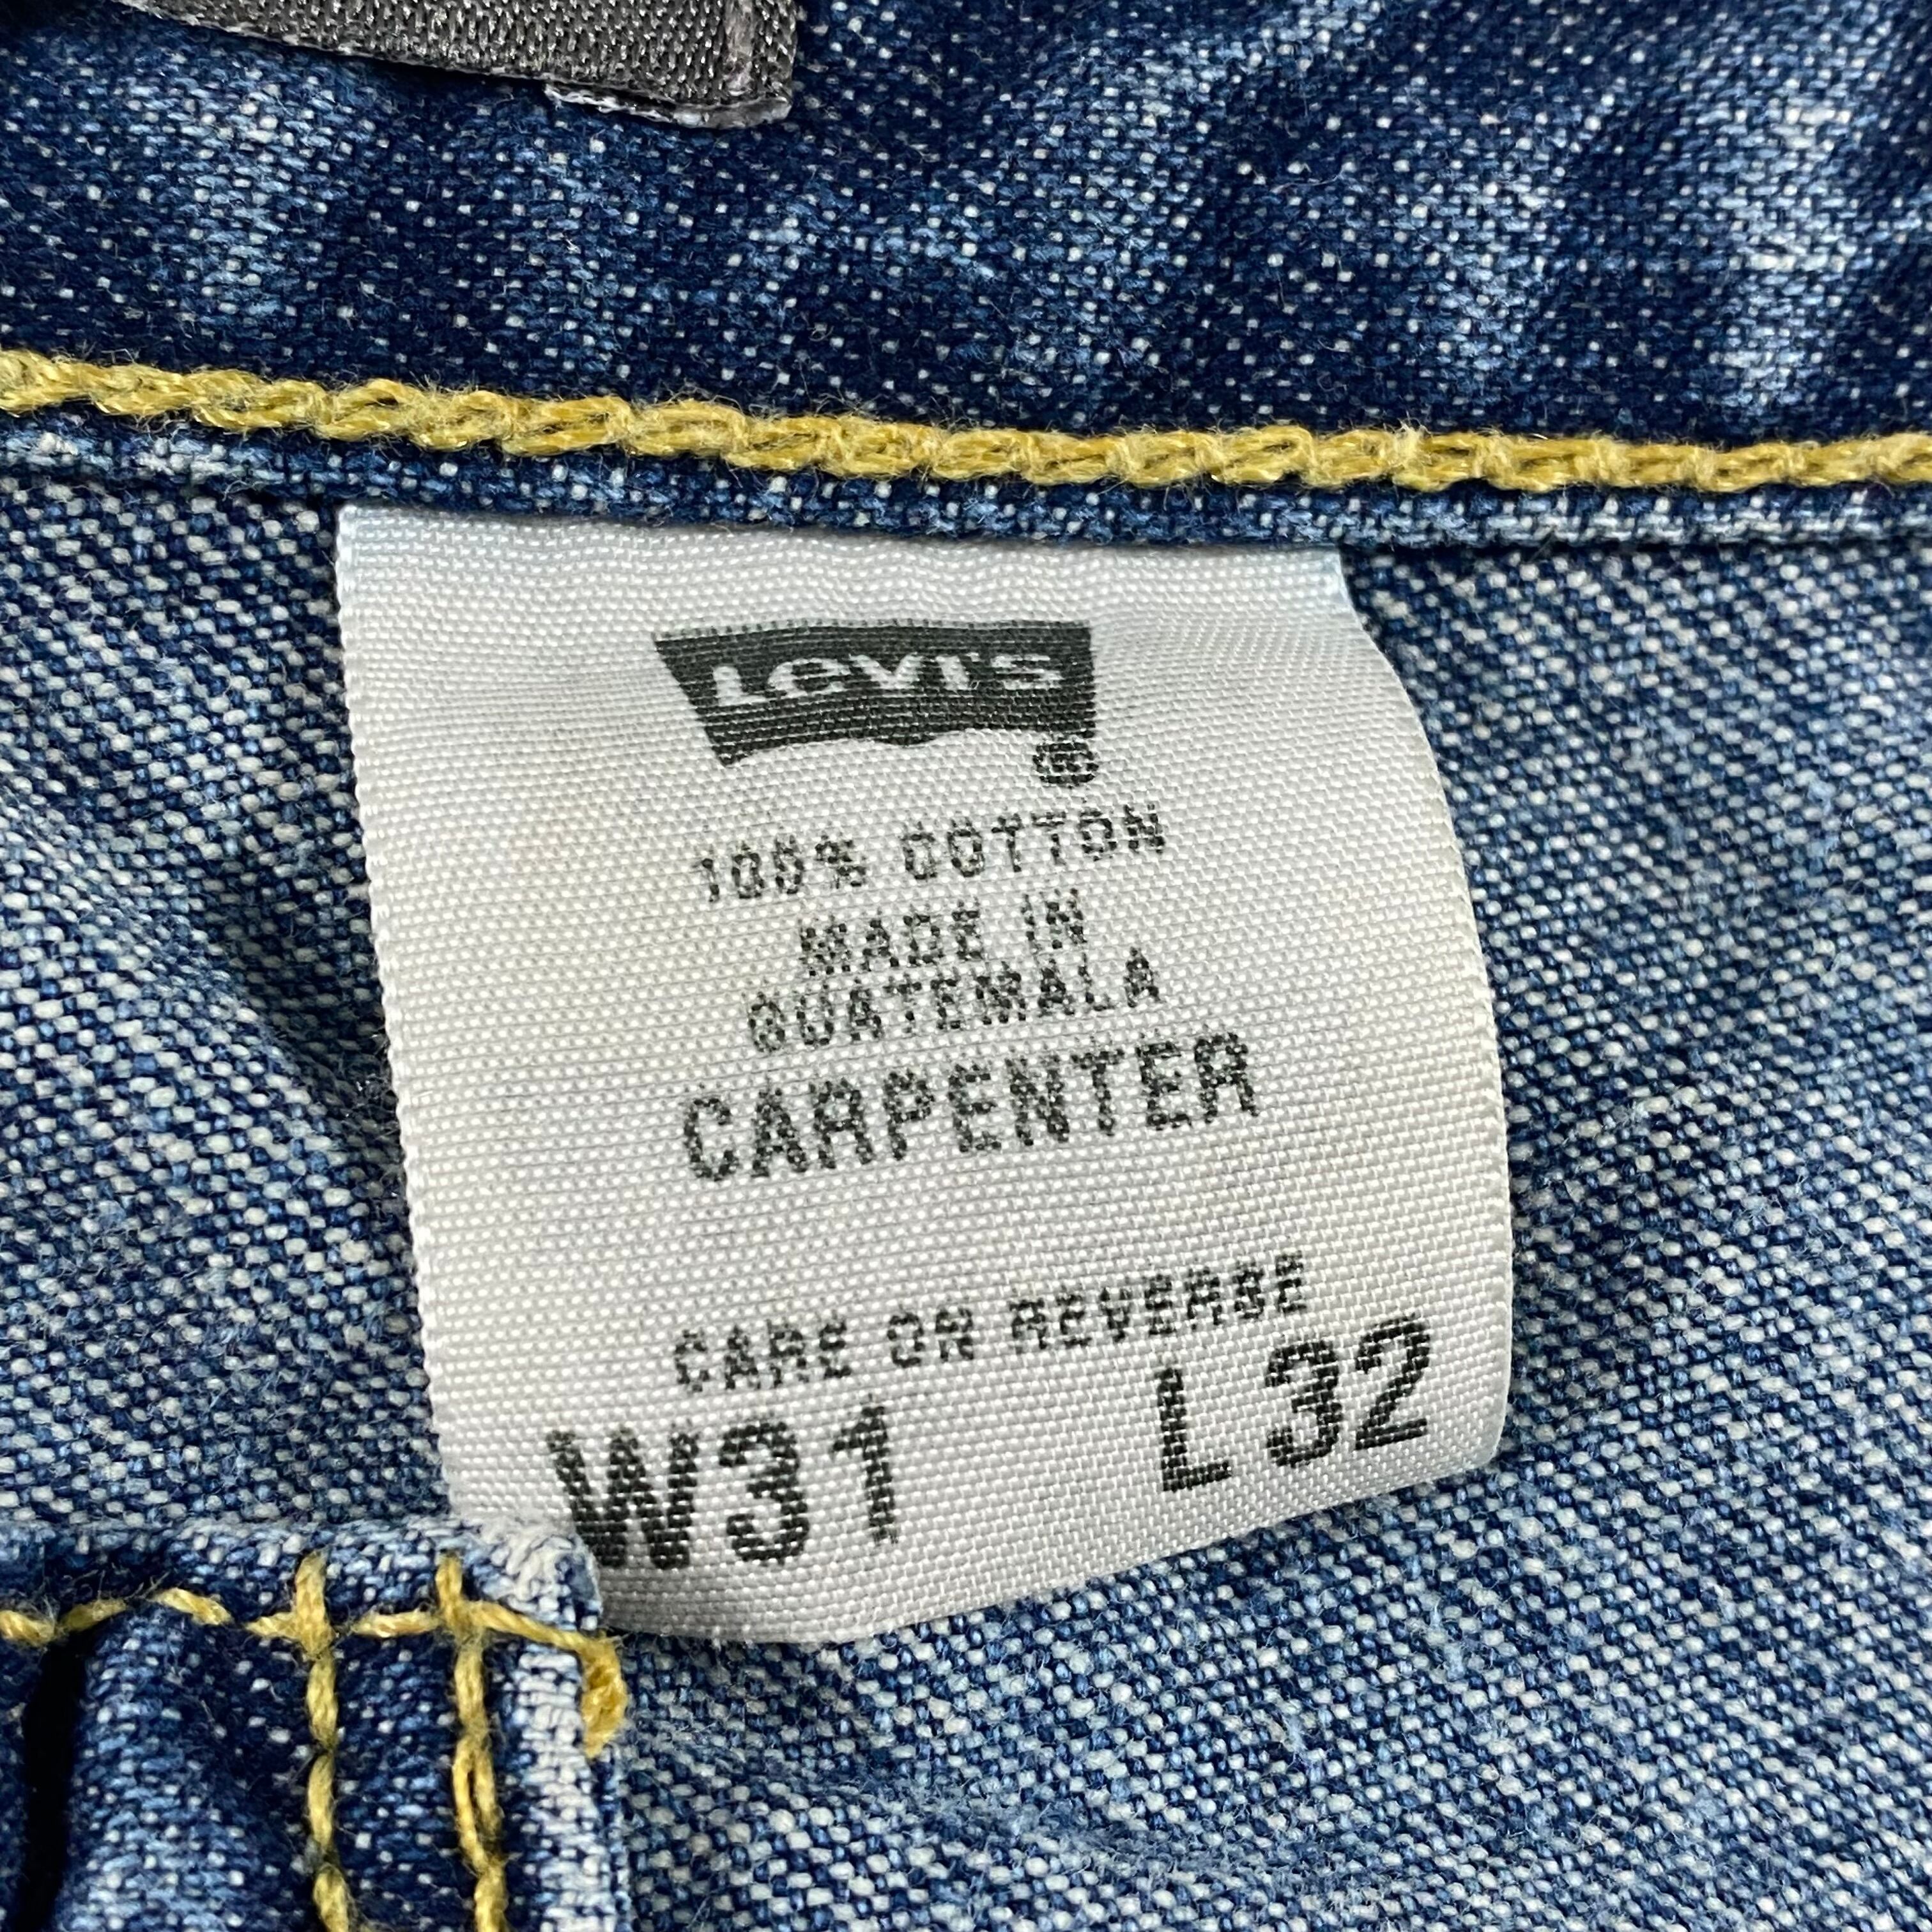 LEVI'S
®
100% COTTON
MADE IN
GUATEMALA
CARPENTER
CARE ON REVERSE
W31 L32